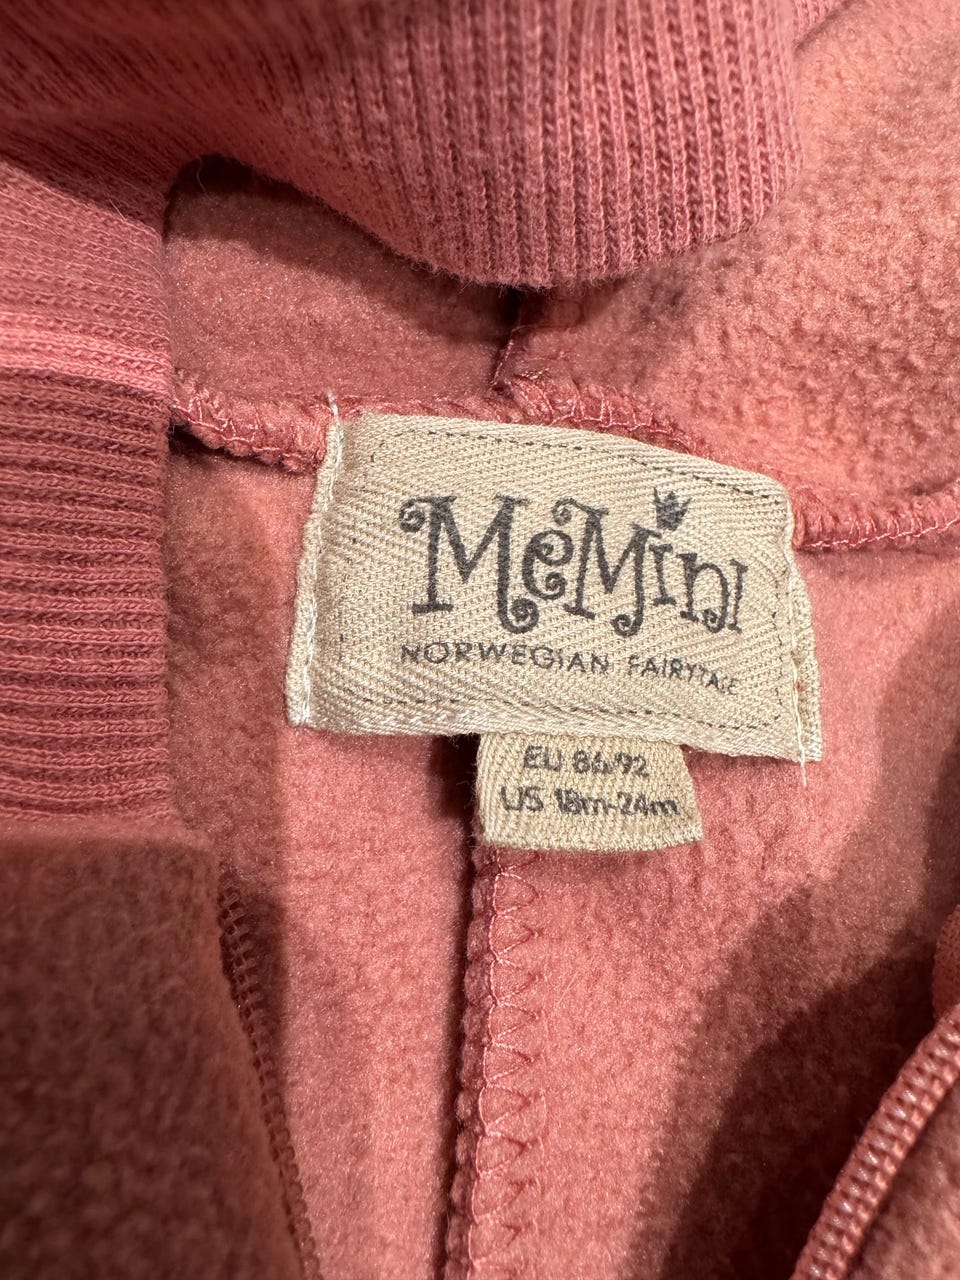 MeMini
NORWEGIAN FAIRYTALE
EU 86/92
US 18m-24m